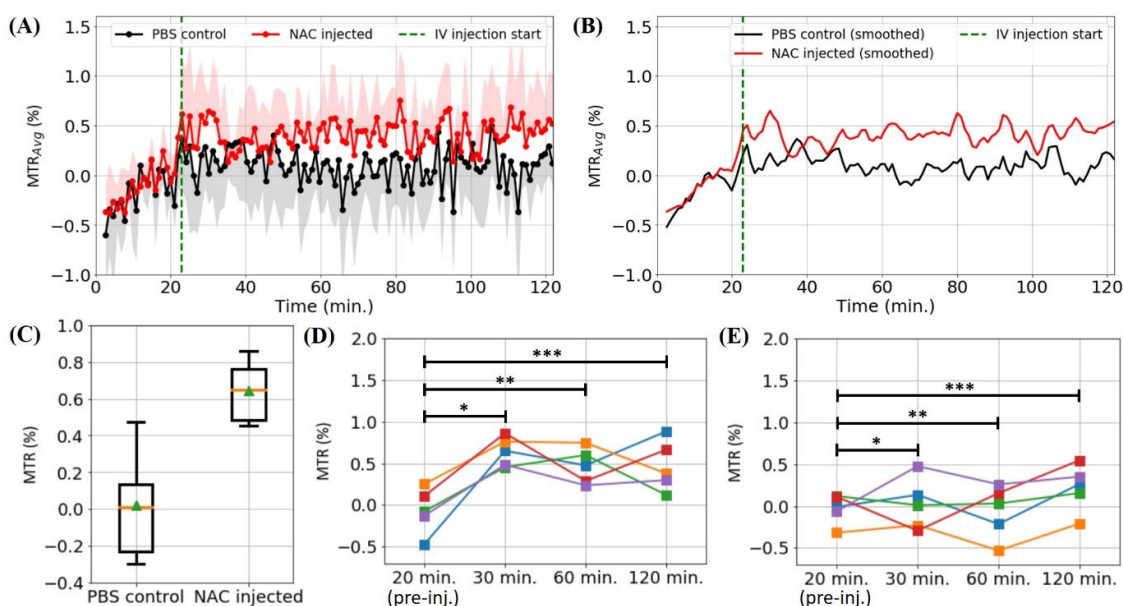 (A)
PBS control NAC injected IV injection start
MTR_Avg (%)
1.5
1.0
0.5
0.0
−0.5
−1.0
0 20 40 60 80 100 120
Time (min.)
(B)
PBS control (smoothed) IV injection start
NAC injected (smoothed)
MTR_Avg (%)
1.5
1.0
0.5
0.0
−0.5
−1.0
0 20 40 60 80 100 120
Time (min.)
(C)
MTR (%)
1.0
0.8
0.6
0.4
0.2
0.0
−0.2
−0.4
PBS control NAC injected
(D)
MTR (%)
2.0
1.5
1.0
0.5
0.0
−0.5
***
**
*
20 min. 30 min. 60 min. 120 min.
(pre-inj.)
(E)
MTR (%)
2.0
1.5
1.0
0.5
0.0
−0.5
***
**
*
20 min. 30 min. 60 min. 120 min.
(pre-inj.)